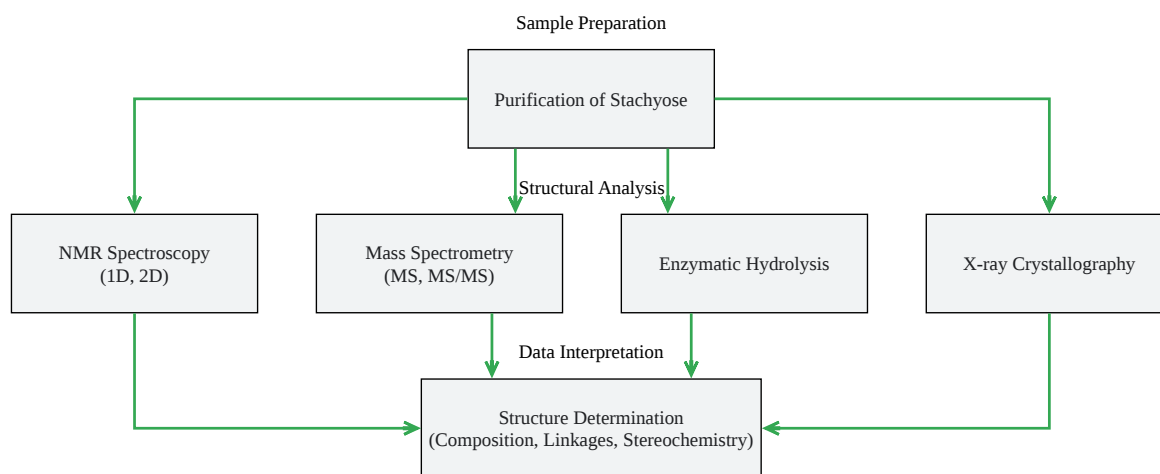 Sample Preparation
Purification of Stachyose
Structural Analysis
NMR Spectroscopy
(1D, 2D)
Mass Spectrometry
(MS, MS/MS)
Enzymatic Hydrolysis
X-ray Crystallography
Data Interpretation
Structure Determination
(Composition, Linkages, Stereochemistry)